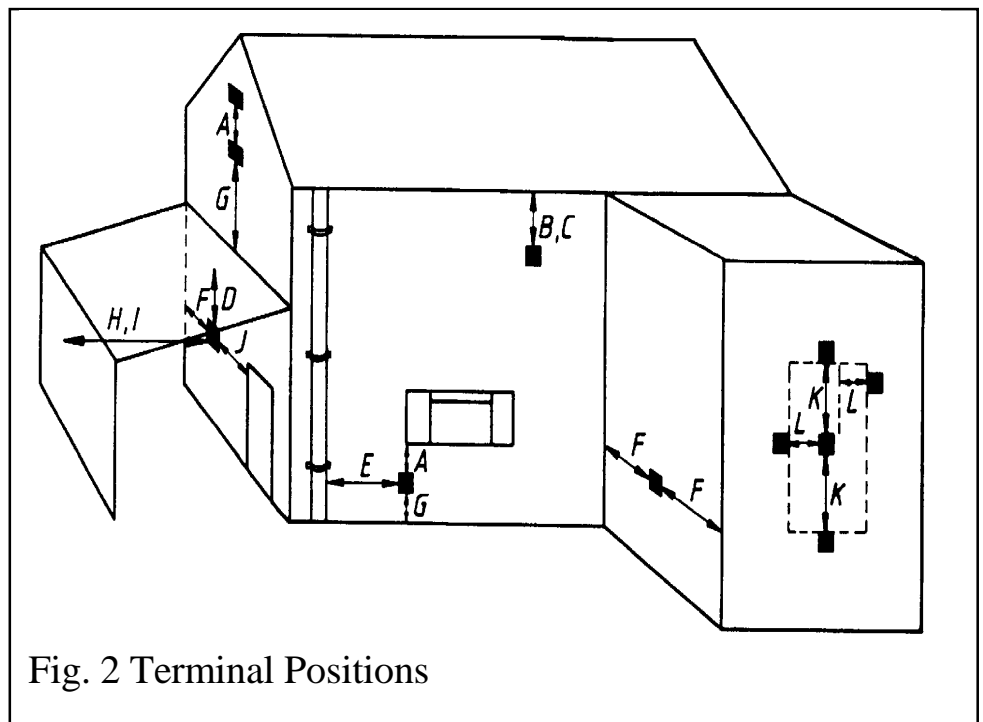 A
G
B, C
F
D
H, I
J
K
L
L
E
A
G
F
F
K
Fig. 2 Terminal Positions